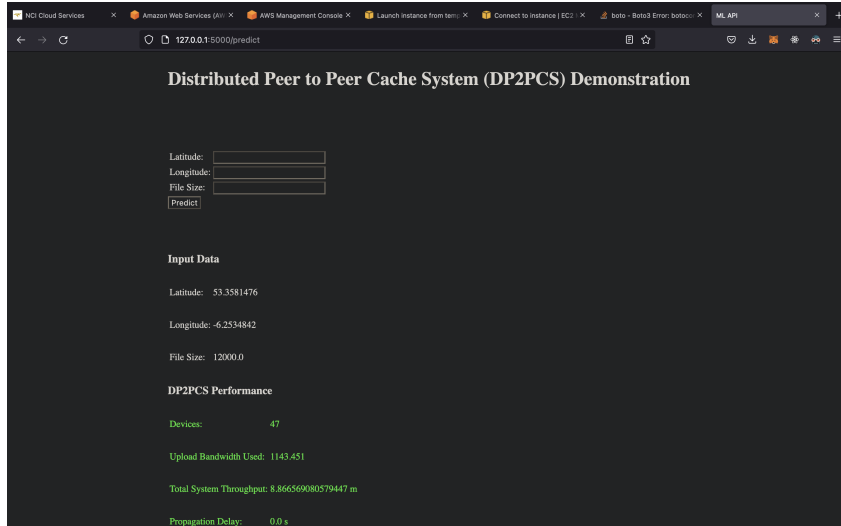 NCI Cloud Services
Amazon Web Services (AW
AWS Management Console
Launch instance from temp
Connect to instance | EC2
boto - Boto3 Error: botocor
ML API
127.0.0.1:5000/predict
Distributed Peer to Peer Cache System (DP2PCS) Demonstration
Latitude:
Longitude:
File Size:
Predict
Input Data
Latitude: 53.3581476
Longitude: -6.2534842
File Size: 12000.0
DP2PCS Performance
Devices: 47
Upload Bandwidth Used: 1143.451
Total System Throughput: 8.866569080579447 m
Propagation Delay: 0.0 s